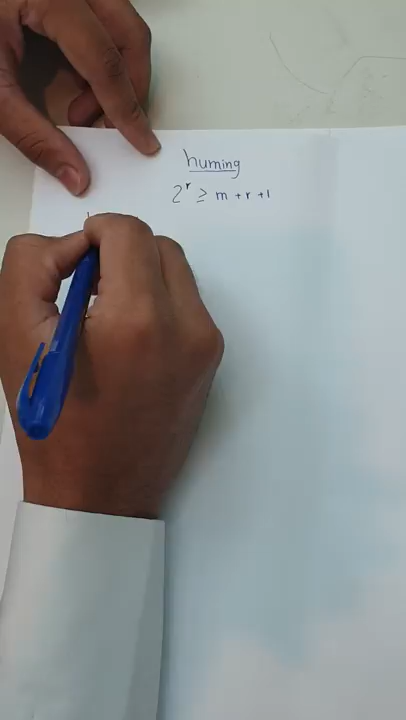 huming
2^r ≥ m + r + 1